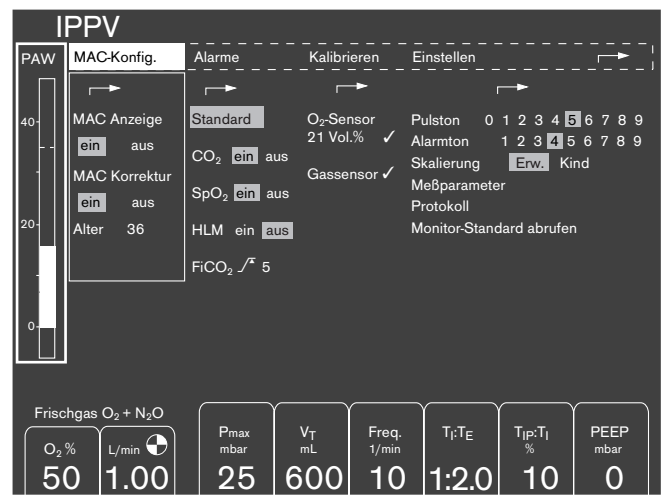 IPPV
PAW
MAC-Konfig. Alarme Kalibrieren Einstellen
MAC Anzeige
ein aus
MAC Korrektur
ein aus
Alter 36
Standard
CO₂ ein aus
SpO₂ ein aus
HLM ein aus
FiCO₂ 5
O₂-Sensor
21 Vol.% ✓
Gassensor ✓
Pulston 0 1 2 3 4 5 6 7 8 9
Alarmton 1 2 3 4 5 6 7 8 9
Skalierung Erw. Kind
Meßparameter
Protokoll
Monitor-Standard abrufen
40
20
0
Frischgas O₂ + N₂O
O₂ %
50
L/min
1.00
Pmax
mbar
25
VT
mL
600
Freq.
1/min
10
TI:TE
1:2.0
TIP:TI
%
10
PEEP
mbar
0